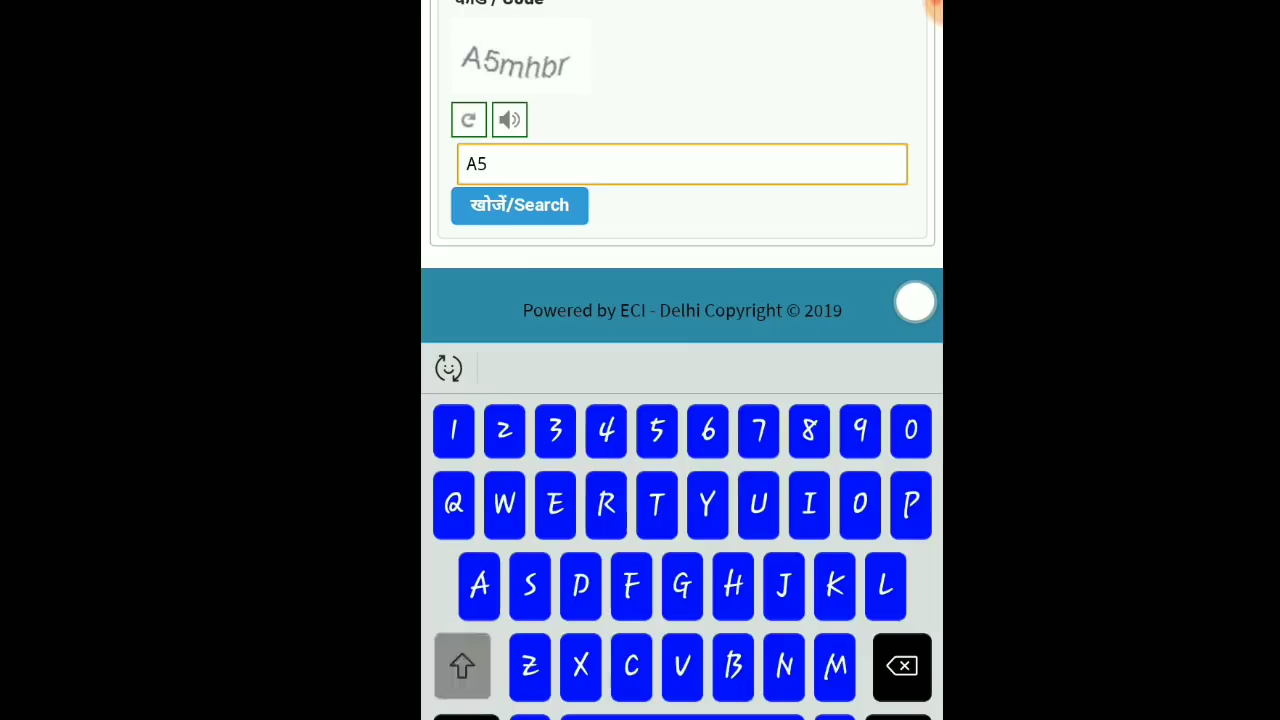 कोड / Code
A5mhbr
A5
खोजें/Search
Powered by ECI - Delhi Copyright © 2019
1 2 3 4 5 6 7 8 9 0
Q W E R T Y U I O P
A S D F G H J K L
Z X C V B N M